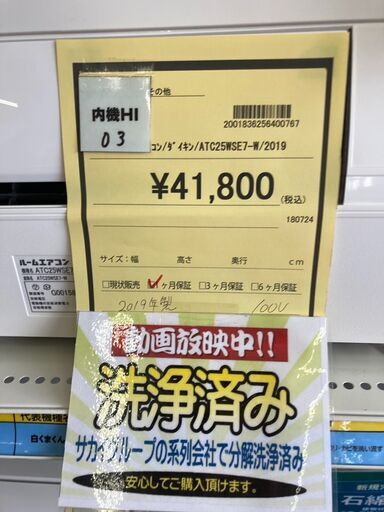 その他
内機HI
03
2001836256400767
コン/ダイキン/ATC25WSE7-W/2019
¥41,800
(税込)
180724
サイズ:幅 高さ 奥行 cm
□現状販売 ☑1ヶ月保証 □3ヶ月保証 □6ヶ月保証
2019年製 100V
ルームエアコン
ATC25WSE7
動画放映中!!
洗浄済み
サカイグループの系列会社で分解洗浄済み
安心してご購入頂けます。
代表機種名
白くまくん
新規
石綿